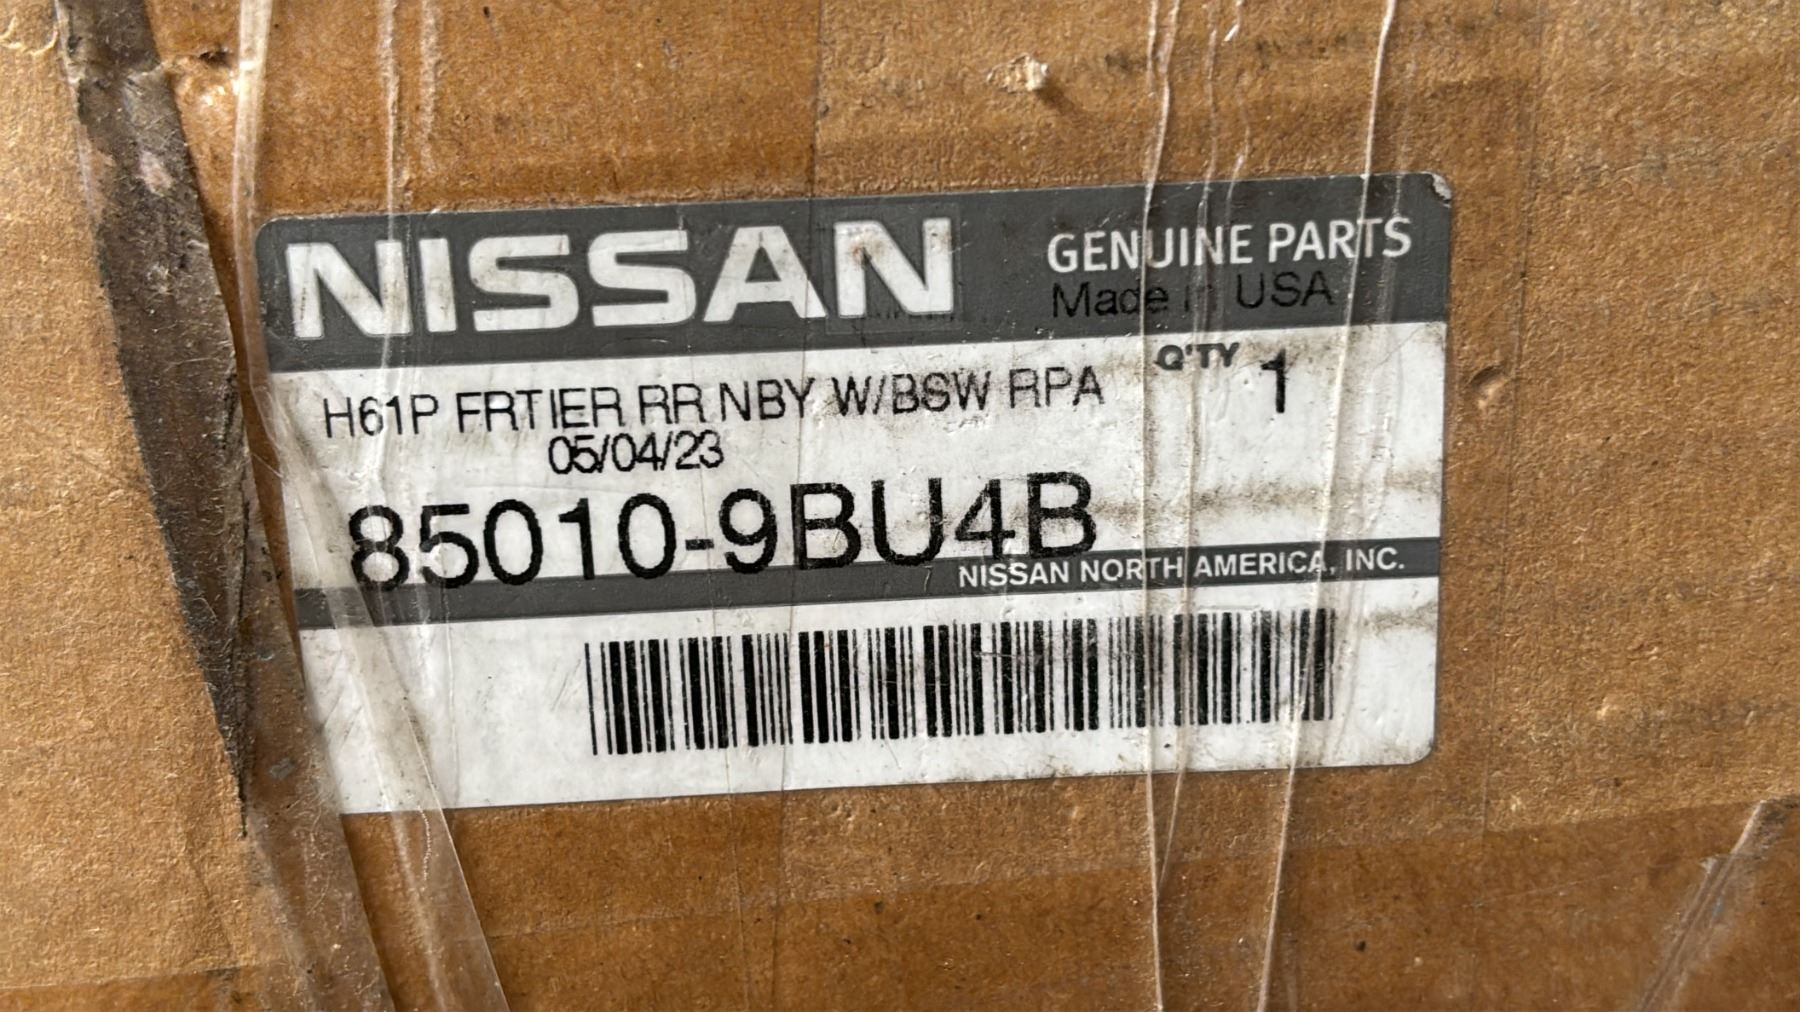 NISSAN
GENUINE PARTS
Made in USA
Q'TY 1
H61P FRTIER RR NBY W/BSW RPA
05/04/23
85010-9BU4B
NISSAN NORTH AMERICA, INC.